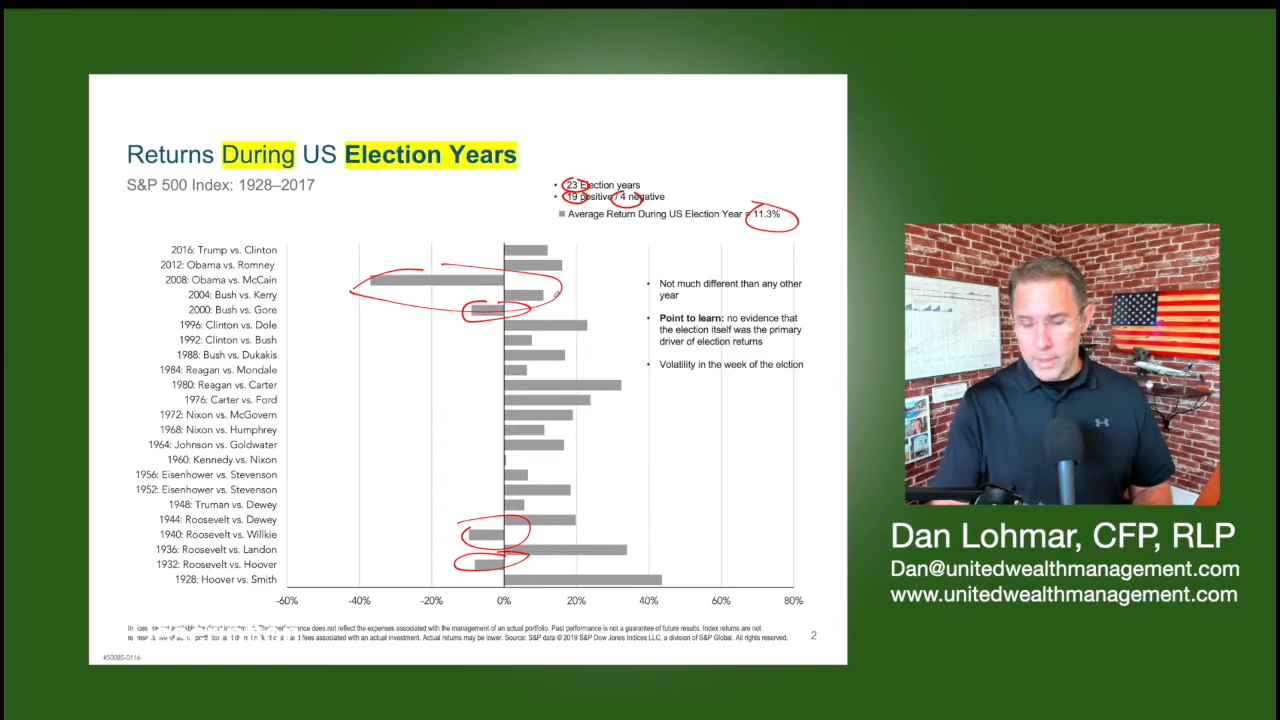 Returns During US Election Years
S&P 500 Index: 1928–2017
• 23 Election years
• 19 positive / 4 negative
Average Return During US Election Year = 11.3%
2016: Trump vs. Clinton
2012: Obama vs. Romney
2008: Obama vs. McCain
2004: Bush vs. Kerry
2000: Bush vs. Gore
1996: Clinton vs. Dole
1992: Clinton vs. Bush
1988: Bush vs. Dukakis
1984: Reagan vs. Mondale
1980: Reagan vs. Carter
1976: Carter vs. Ford
1972: Nixon vs. McGovern
1968: Nixon vs. Humphrey
1964: Johnson vs. Goldwater
1960: Kennedy vs. Nixon
1956: Eisenhower vs. Stevenson
1952: Eisenhower vs. Stevenson
1948: Truman vs. Dewey
1944: Roosevelt vs. Dewey
1940: Roosevelt vs. Willkie
1936: Roosevelt vs. Landon
1932: Roosevelt vs. Hoover
1928: Hoover vs. Smith
-60% -40% -20% 0% 20% 40% 60% 80%
• Not much different than any other
year
• Point to learn: no evidence that
the election itself was the primary
driver of election returns
• Volatility in the week of the elction
performance does not reflect the expenses associated with the management of an actual portfolio. Past performance is not a guarantee of future results. Index returns are not
and fees associated with an actual investment. Actual returns may be lower. Source: S&P data © 2019 S&P Dow Jones Indices LLC, a division of S&P Global. All rights reserved.
2
#50085-0116
Dan Lohmar, CFP, RLP
Dan@unitedwealthmanagement.com
www.unitedwealthmanagement.com